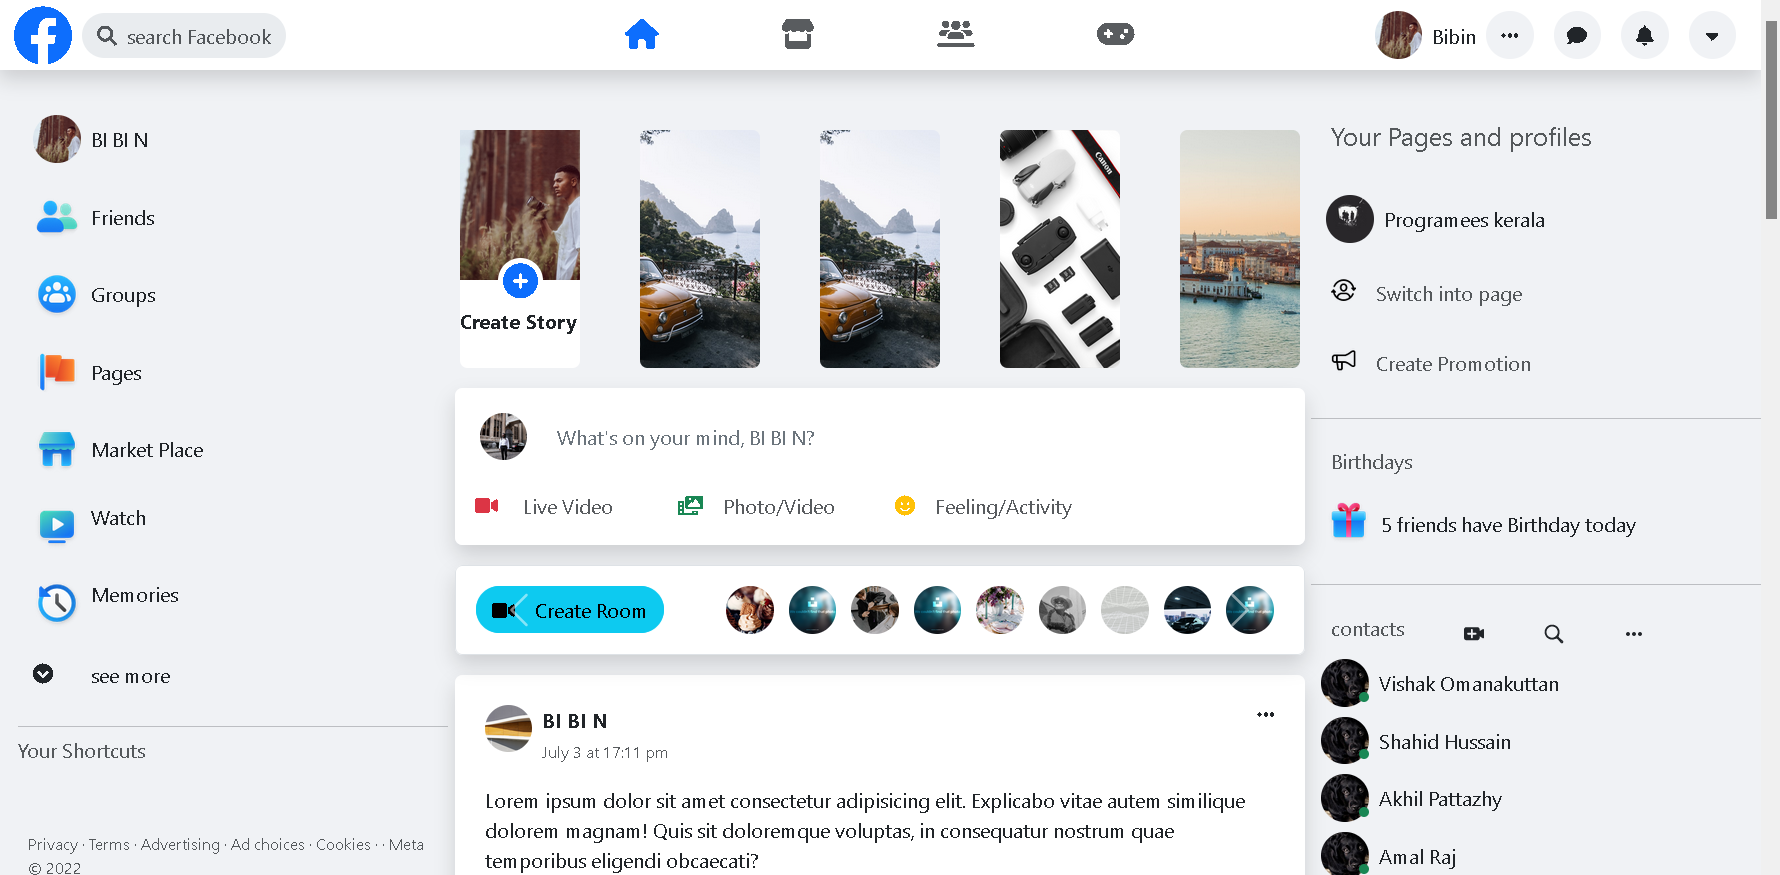 search Facebook
Bibin
BI BI N
Friends
Groups
Pages
Market Place
Watch
Memories
see more
Your Shortcuts
Privacy · Terms · Advertising · Ad choices · Cookies · · Meta
© 2022
Create Story
Canon
What's on your mind, BI BI N?
Live Video
Photo/Video
Feeling/Activity
Create Room
BI BI N
July 3 at 17:11 pm
Lorem ipsum dolor sit amet consectetur adipisicing elit. Explicabo vitae autem similique
dolorem magnam! Quis sit doloremque voluptas, in consequatur nostrum quae
temporibus eligendi obcaecati?
Your Pages and profiles
Programees kerala
Switch into page
Create Promotion
Birthdays
5 friends have Birthday today
contacts
Vishak Omanakuttan
Shahid Hussain
Akhil Pattazhy
Amal Raj